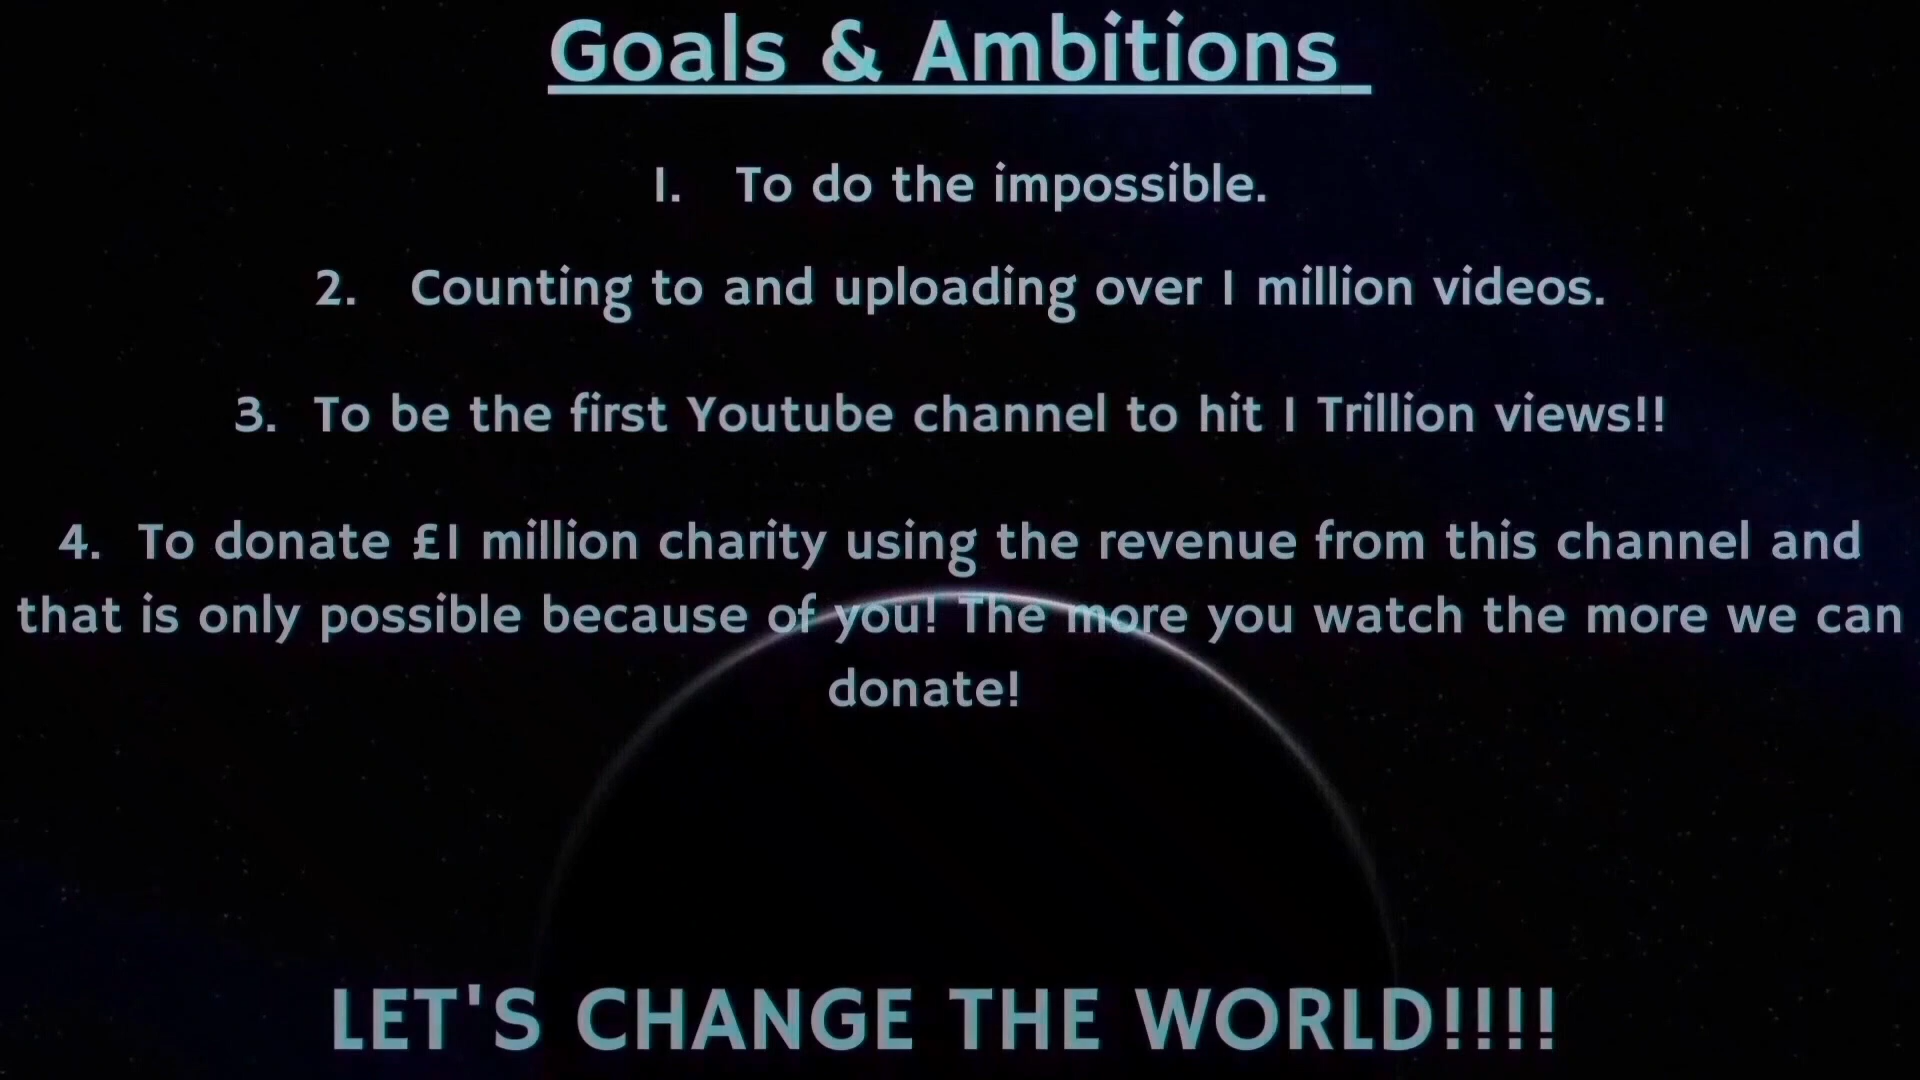 Goals & Ambitions
1. To do the impossible.
2. Counting to and uploading over 1 million videos.
3. To be the first Youtube channel to hit 1 Trillion views!!
4. To donate £1 million charity using the revenue from this channel and
that is only possible because of you! The more you watch the more we can
donate!
LET'S CHANGE THE WORLD!!!!